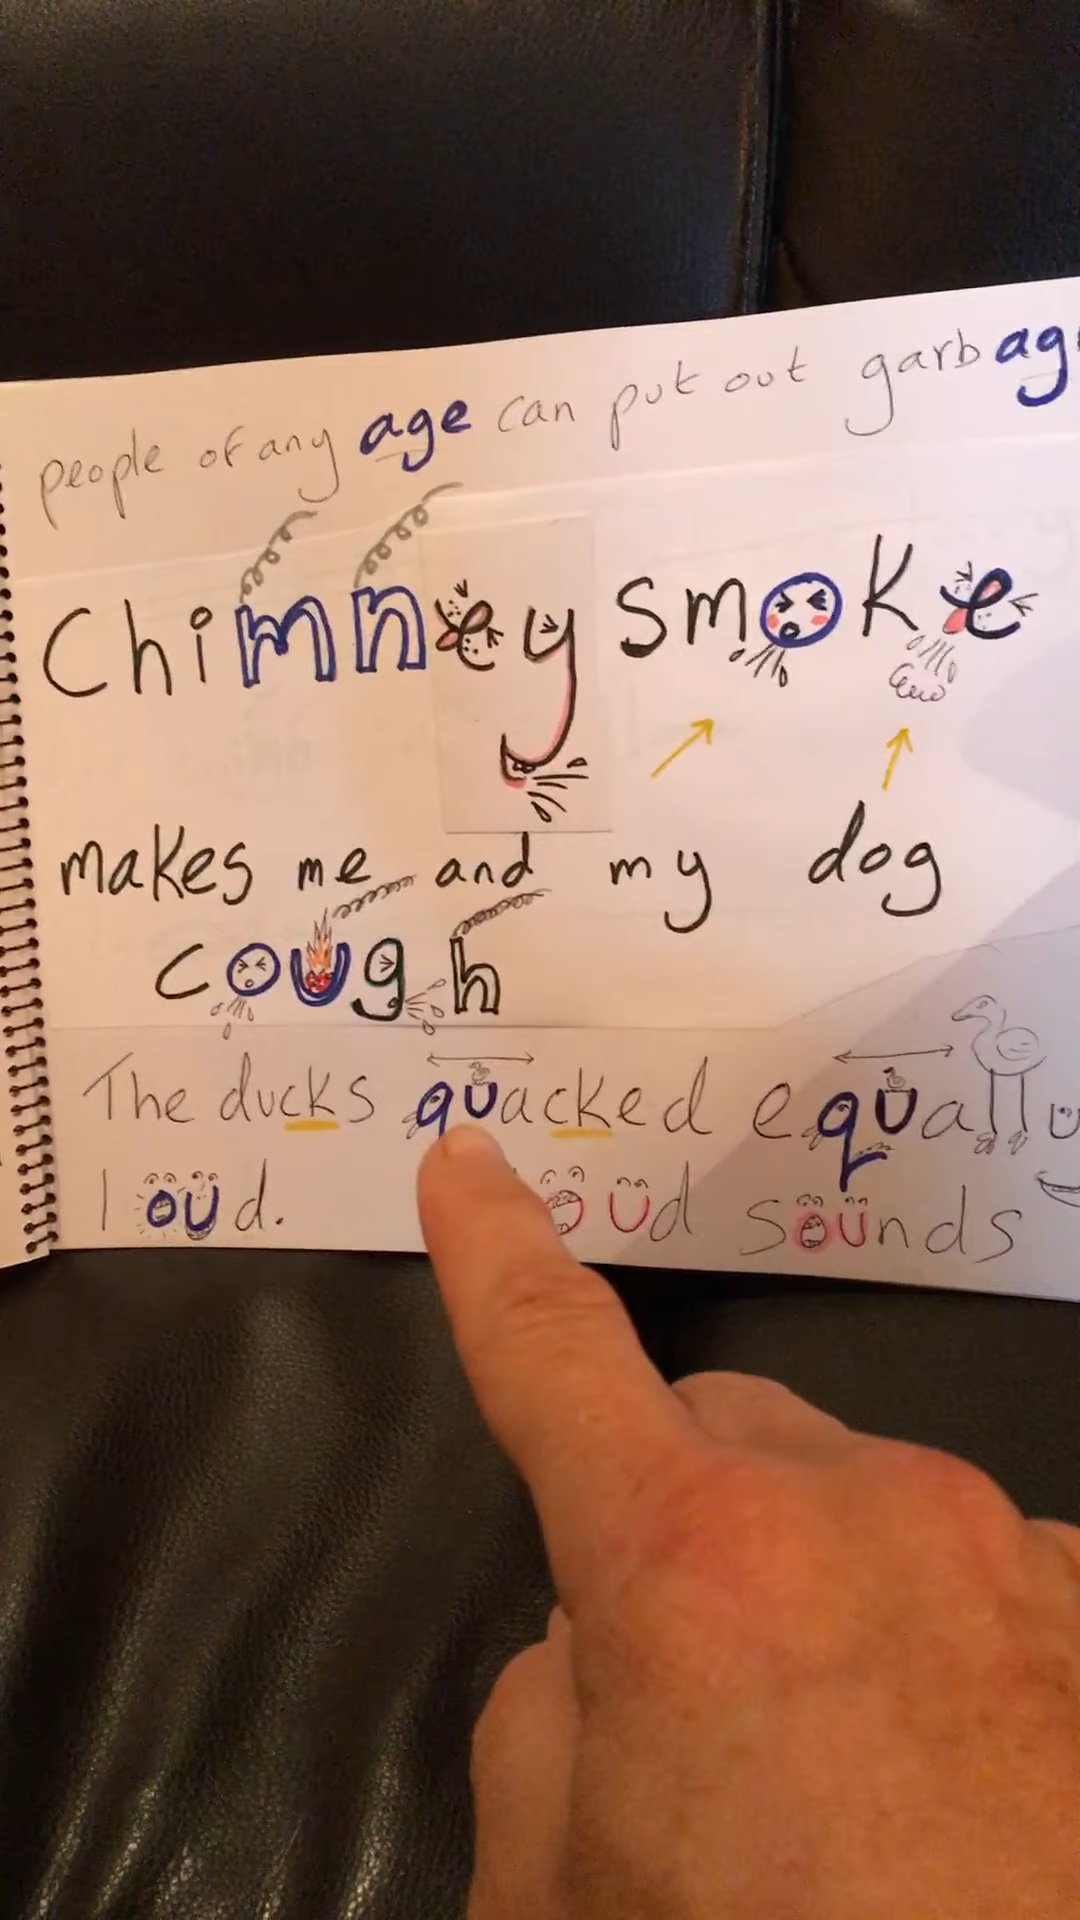 people of any age can put out garbag
Chimney smoke
makes me and my dog
cough
The ducks quacked equally
loud. oud sounds